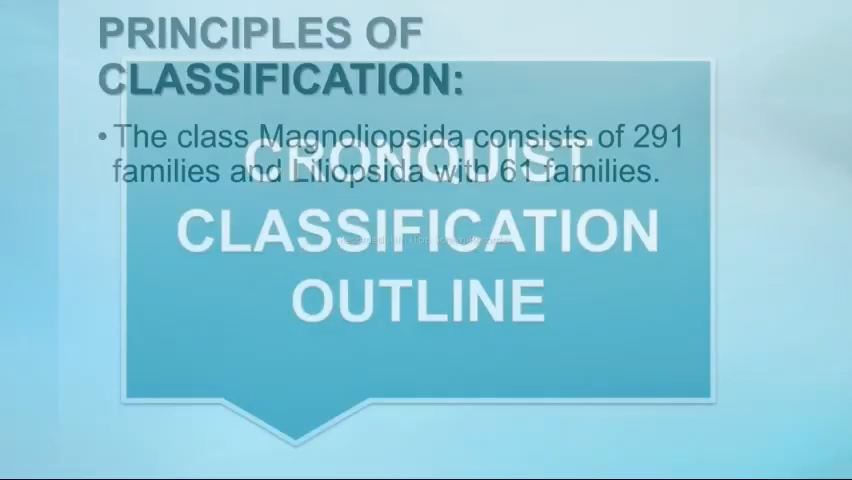 PRINCIPLES OF
CLASSIFICATION:
• The class Magnoliopsida consists of 291
families and Liliopsida with 61 families.
CRONQUIST
CLASSIFICATION
OUTLINE